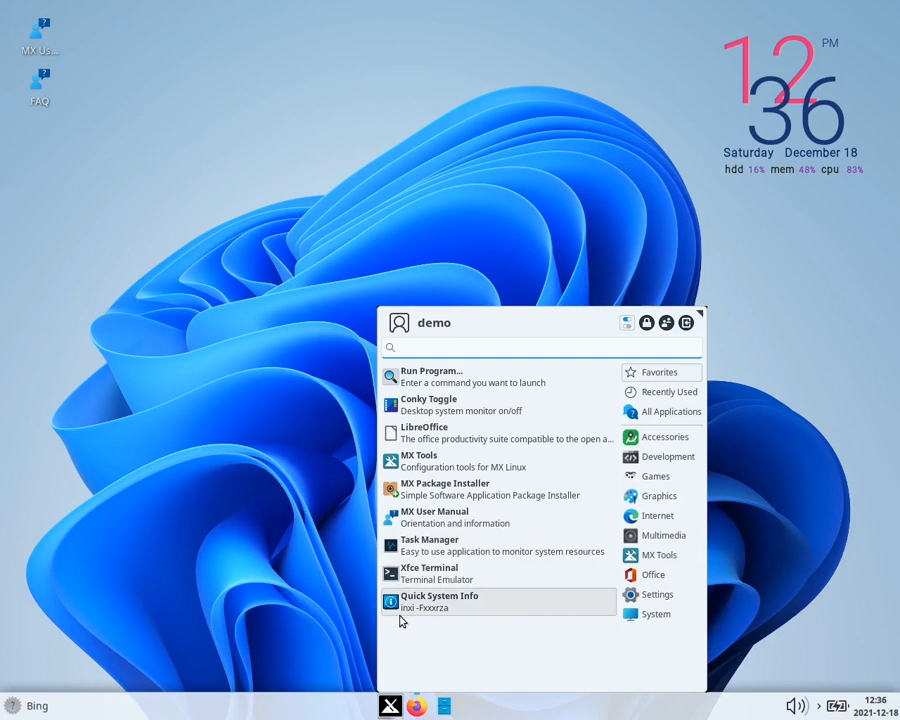 MX Us...
FAQ
12 PM
36
Saturday December 18
hdd 16% mem 48% cpu 83%
demo
Run Program...
Enter a command you want to launch
Conky Toggle
Desktop system monitor on/off
LibreOffice
The office productivity suite compatible to the open a...
MX Tools
Configuration tools for MX Linux
MX Package Installer
Simple Software Application Package Installer
MX User Manual
Orientation and information
Task Manager
Easy to use application to monitor system resources
Xfce Terminal
Terminal Emulator
Quick System Info
inxi -Fxxxrza
Favorites
Recently Used
All Applications
Accessories
Development
Games
Graphics
Internet
Multimedia
MX Tools
Office
Settings
System
Bing
12:36
2021-12-18